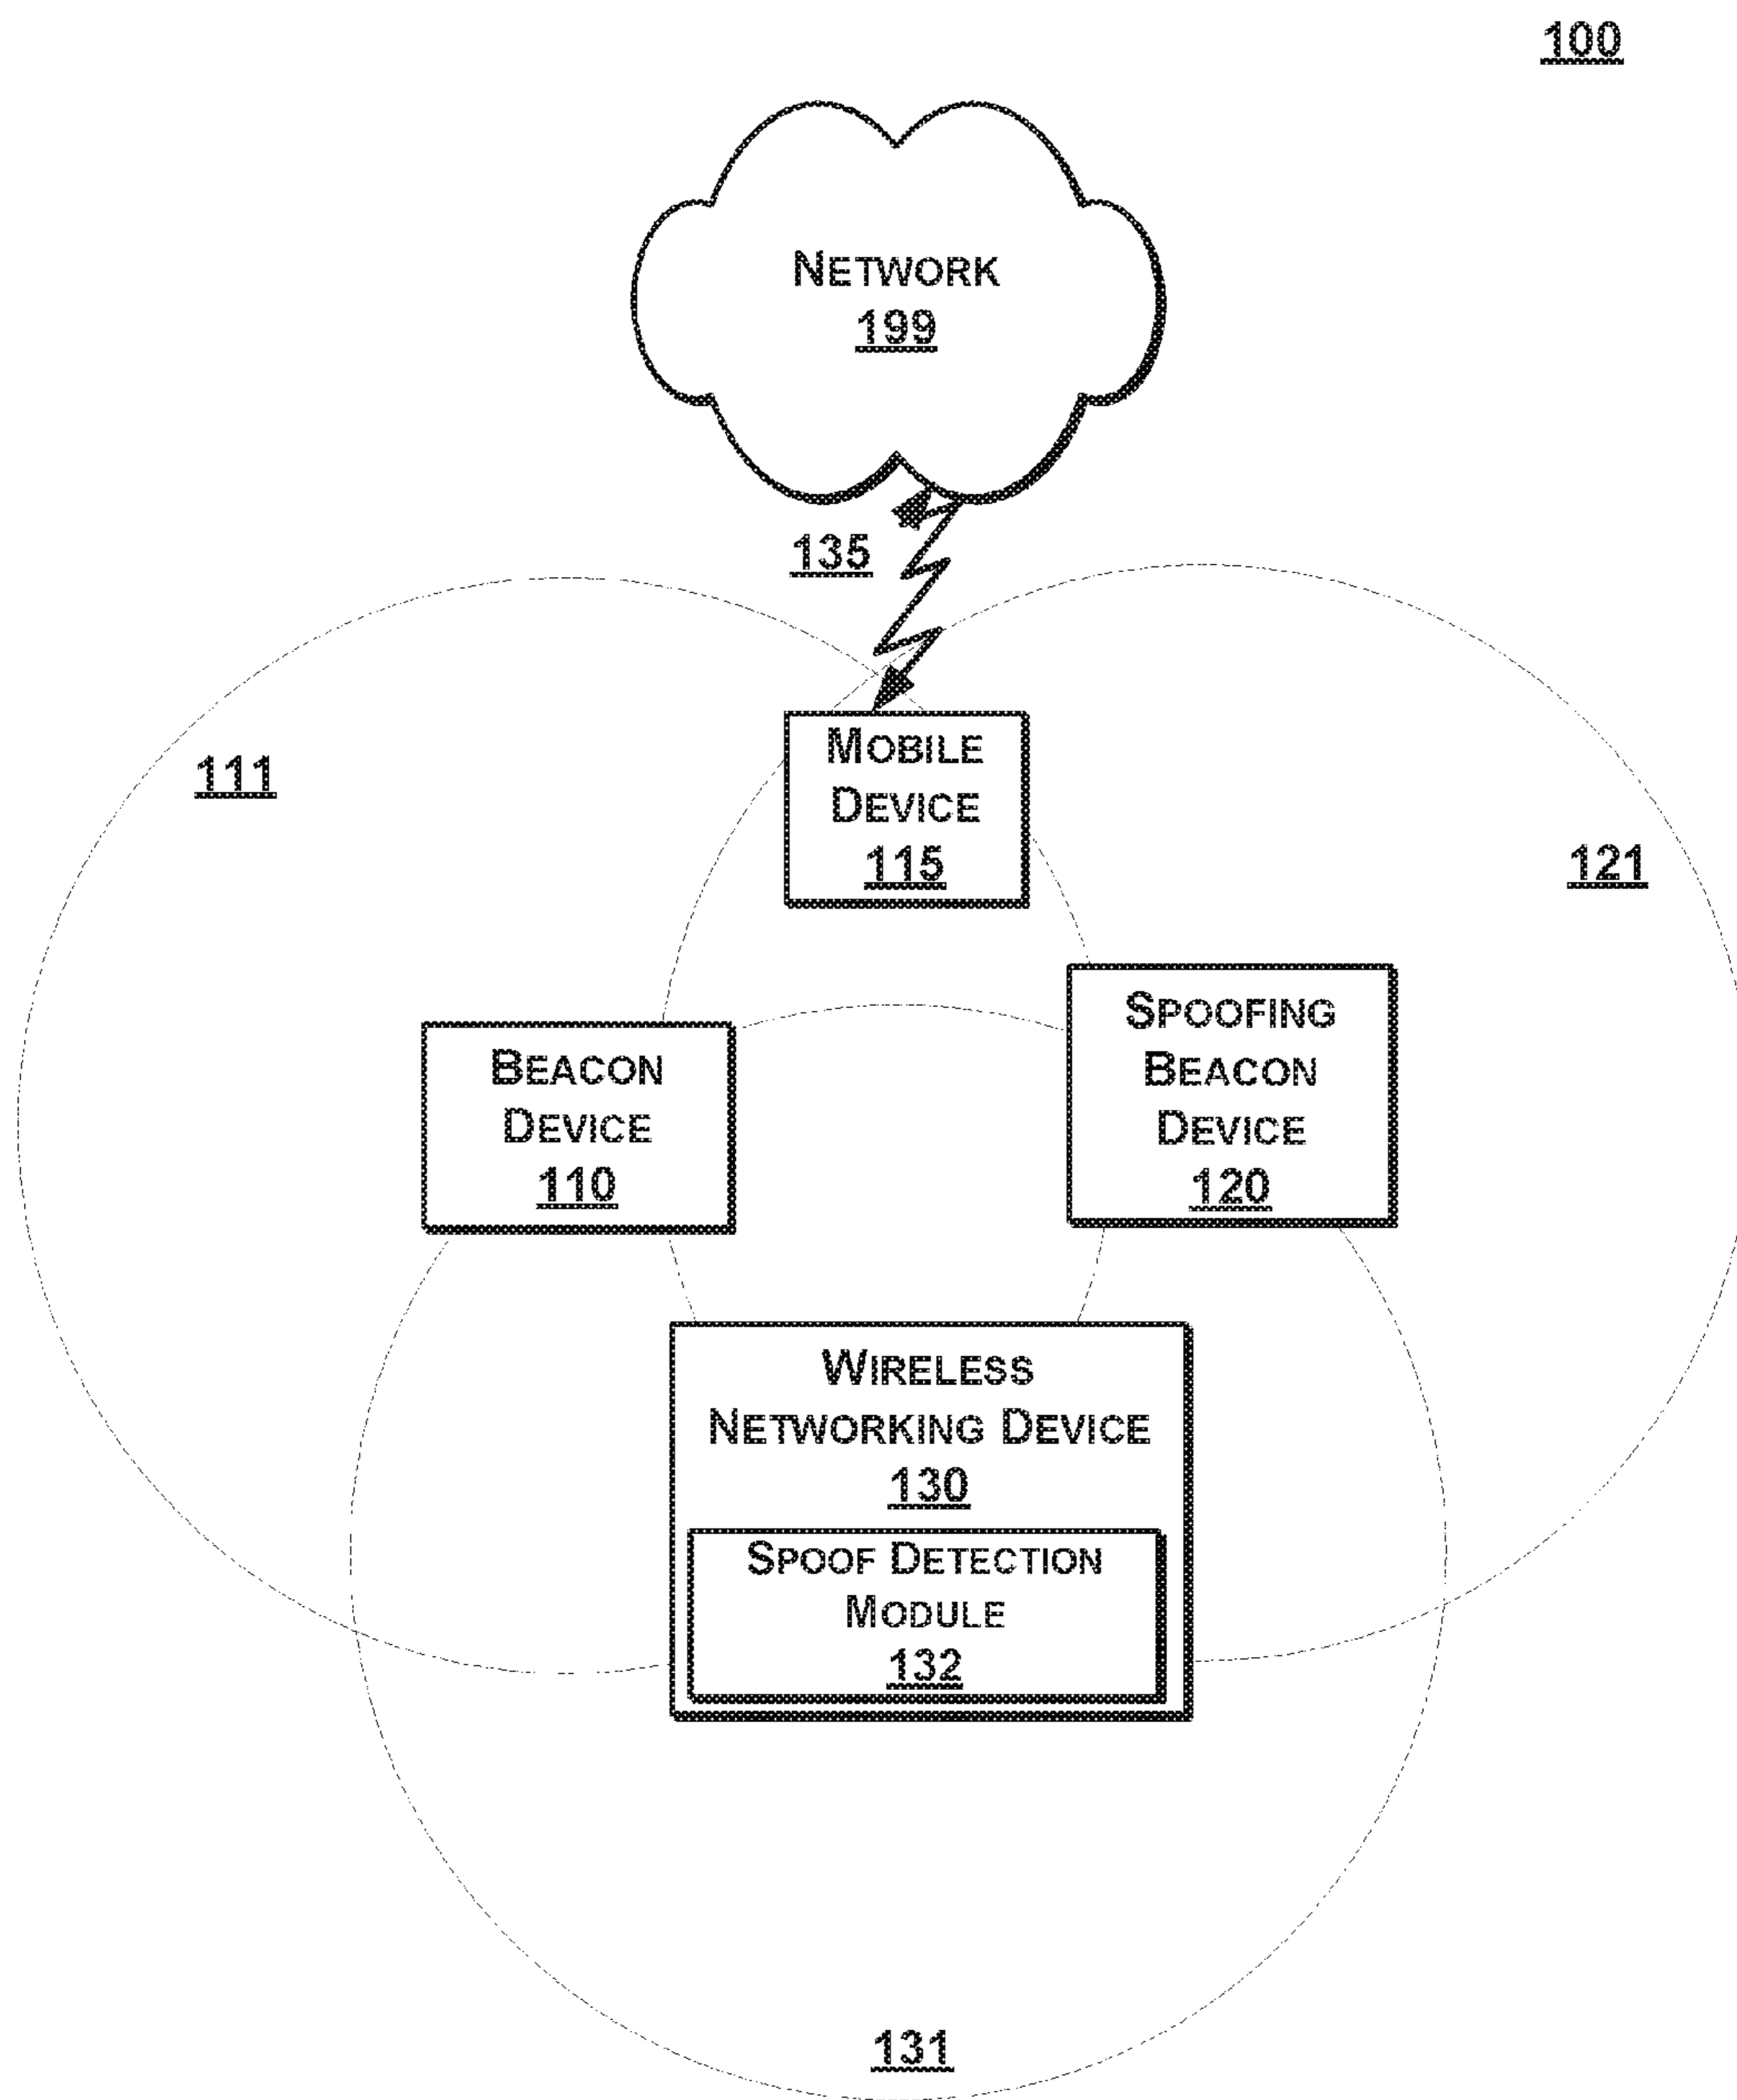 100
NETWORK
199
135
MOBILE
DEVICE
115
111
121
BEACON
DEVICE
110
SPOOFING
BEACON
DEVICE
120
WIRELESS
NETWORKING DEVICE
130
SPOOF DETECTION
MODULE
132
131